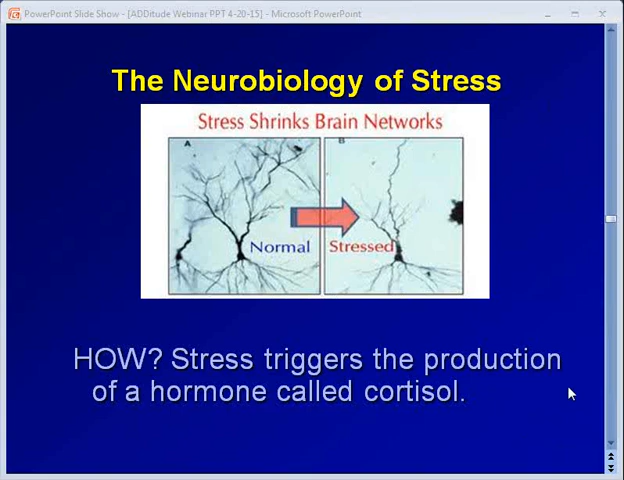 PowerPoint Slide Show - [ADDitude Webinar PPT 4-20-15] - Microsoft PowerPoint
The Neurobiology of Stress
Stress Shrinks Brain Networks
A
B
Normal
Stressed
HOW? Stress triggers the production
of a hormone called cortisol.